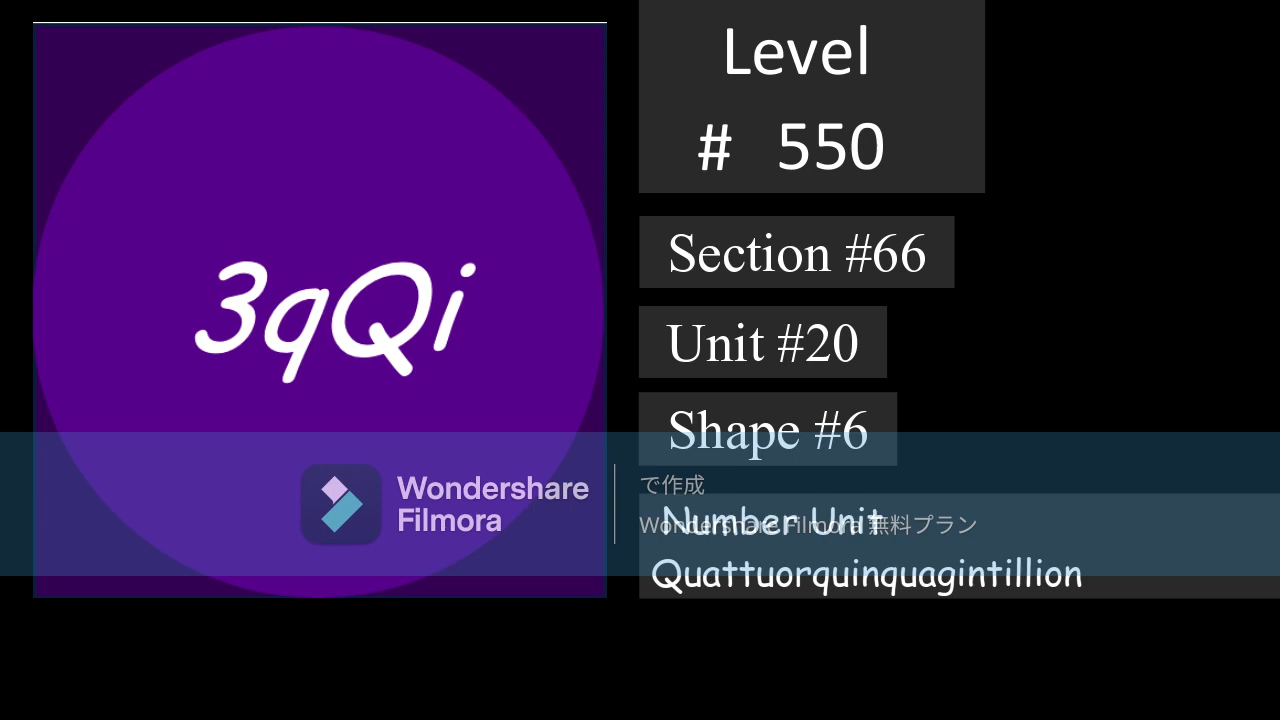 3qQi
Level
# 550
Section #66
Unit #20
Shape #6
Wondershare
Filmora
で作成
Wondershare Filmora 無料プラン
Number Unit
Quattuorquinquagintillion